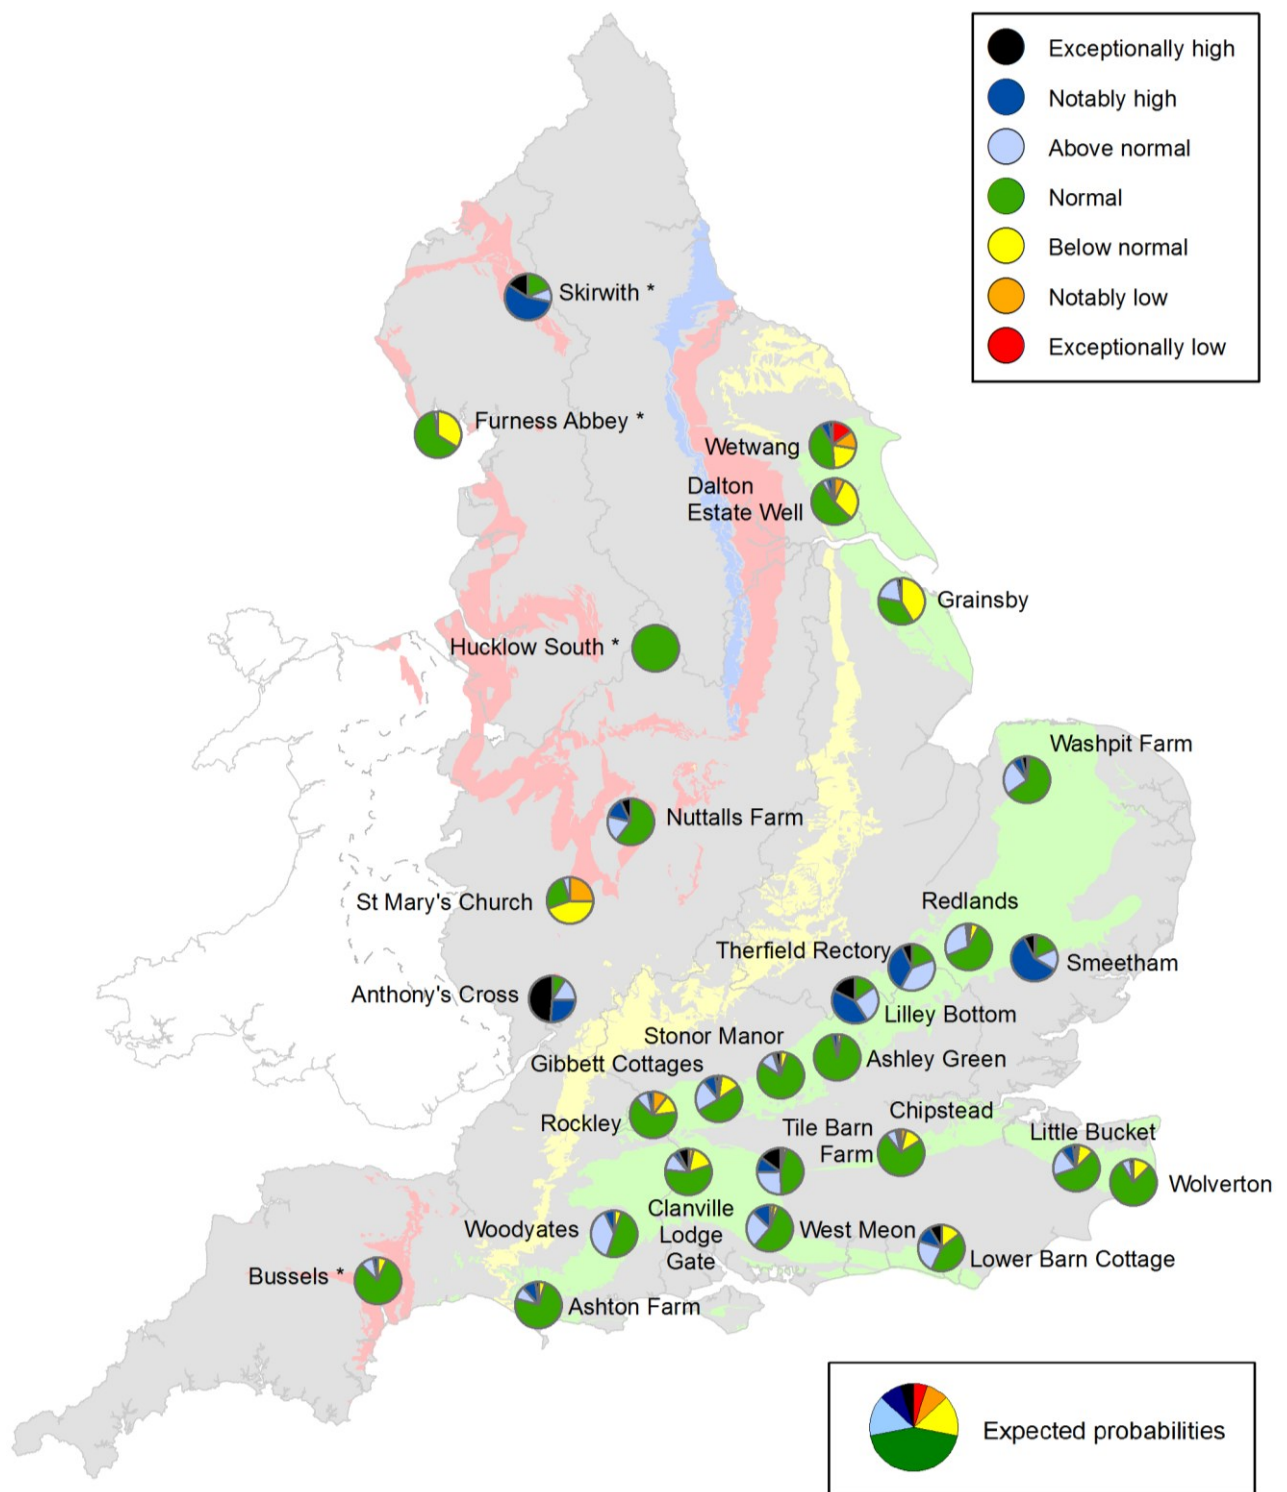 Exceptionally high
Notably high
Above normal
Normal
Below normal
Notably low
Exceptionally low
Skirwith *
Furness Abbey *
Wetwang
Dalton
Estate Well
Grainsby
Hucklow South *
Washpit Farm
Nuttalls Farm
St Mary's Church
Redlands
Therfield Rectory
Smeetham
Anthony's Cross
Lilley Bottom
Stonor Manor
Ashley Green
Gibbett Cottages
Rockley
Chipstead
Tile Barn
Farm
Little Bucket
Wolverton
Clanville
Lodge
Gate
Woodyates
West Meon
Lower Barn Cottage
Bussels *
Ashton Farm
Expected probabilities